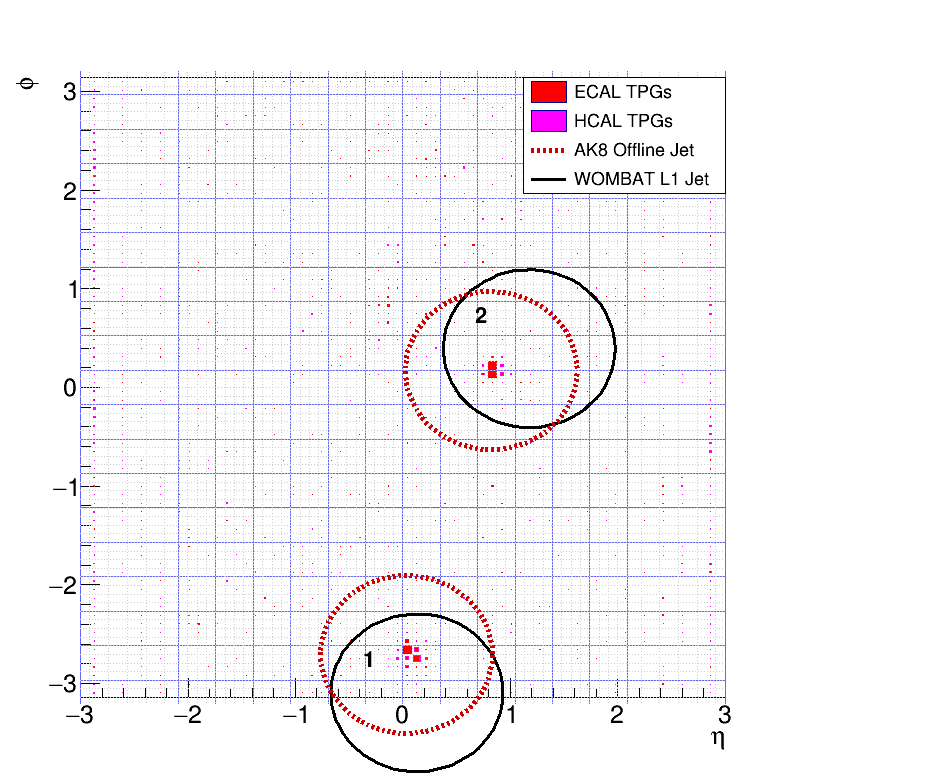 ϕ
3
2
1
0
−1
−2
−3
ECAL TPGs
HCAL TPGs
AK8 Offline Jet
WOMBAT L1 Jet
2
1
−3 −2 −1 0 1 2 3
η